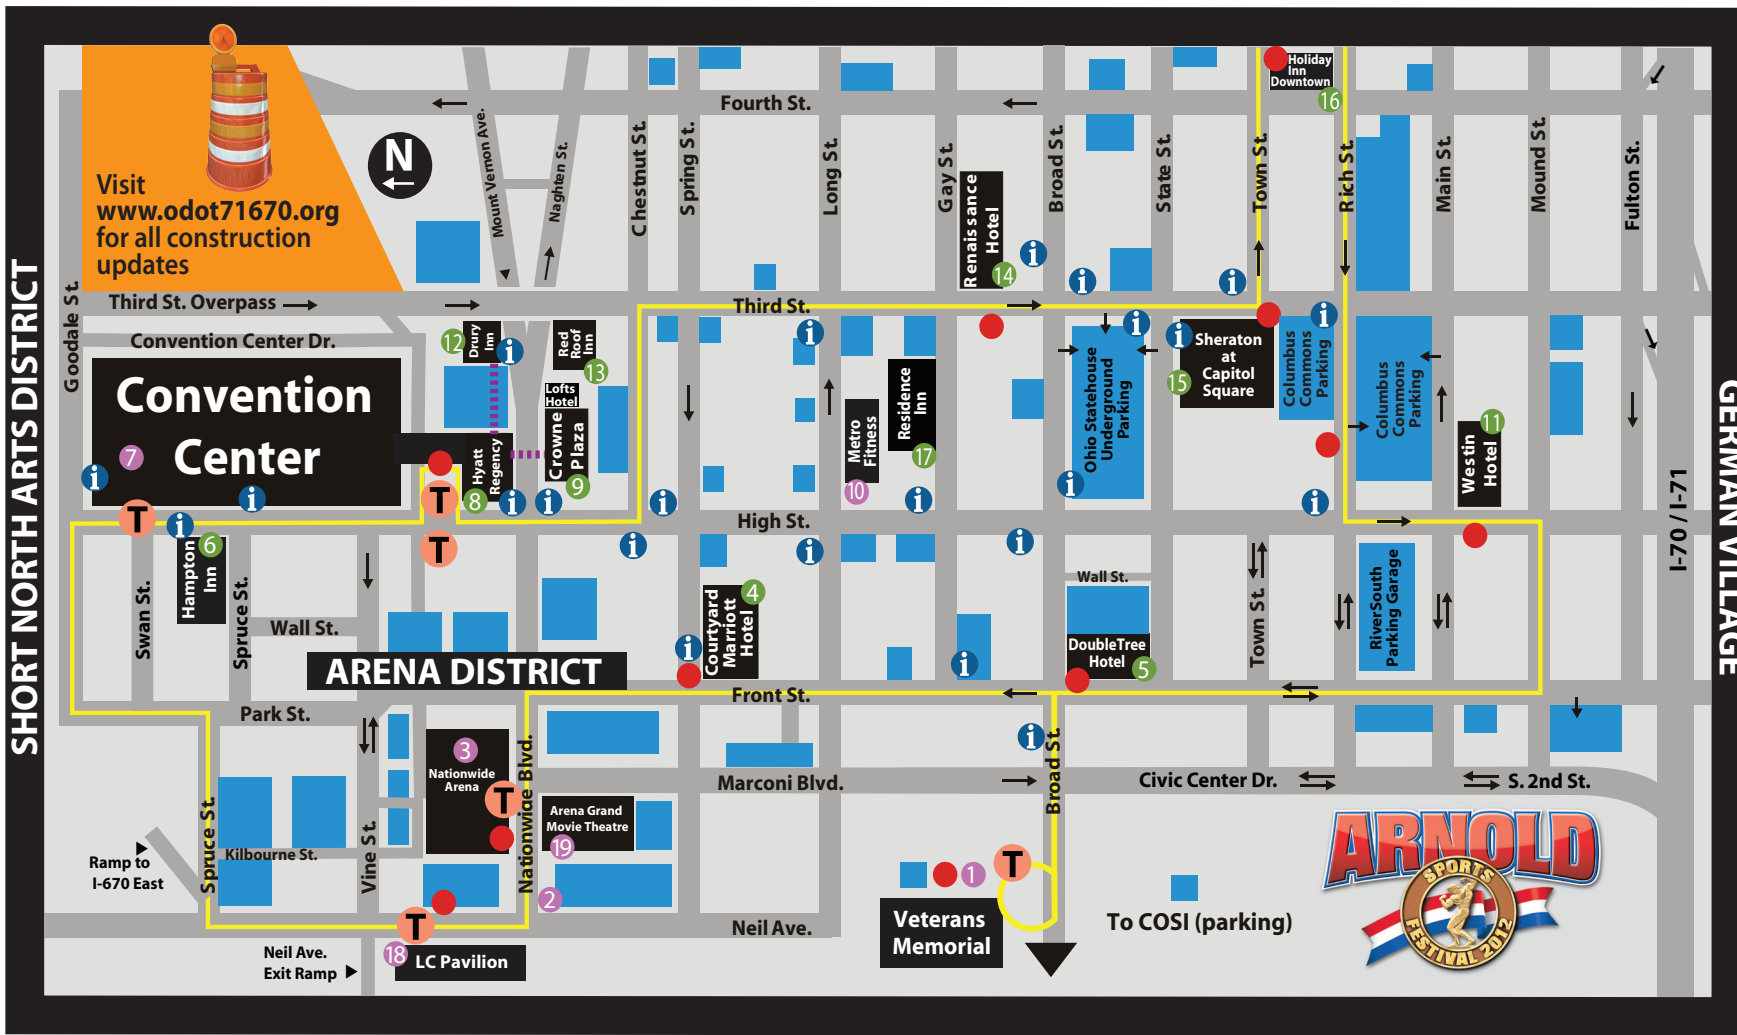 SHORT NORTH ARTS DISTRICT
GERMAN VILLAGE
Visit
www.odot71670.org
for all construction
updates
N
Fourth St.
Mount Vernon Ave.
Naghten St.
Chestnut St.
Spring St.
Long St.
Gay St.
Broad St.
State St.
Town St.
Rich St.
Main St.
Mound St.
Fulton St.
Holiday
Inn
Downtown
16
Renaissance
Hotel
14
i
i
i
Goodale St.
Third St. Overpass
Third St.
Convention Center Dr.
Convention
Center
7
i
i
T
T
T
12
Drury
Inn
i
Red
Roof
Inn
13
Lofts
Hotel
Crowne
Plaza
9
Hyatt
Regency
8
i
i
i
i
Metro
Fitness
10
Residence
Inn
17
i
Ohio Statehouse
Underground
Parking
i
i
i
Sheraton
at
Capitol
Square
15
Columbus
Commons
Parking
i
Columbus
Commons
Parking
i
11
Westin
Hotel
I-70 / I-71
High St.
i
6
Hampton
Inn
Swan St.
Spruce St.
Wall St.
i
i
i
4
Courtyard
Marriott
Hotel
i
i
Wall St.
DoubleTree
Hotel
5
Town St.
RiverSouth
Parking Garage
ARENA DISTRICT
Front St.
Park St.
3
Nationwide
Arena
T
Nationwide Blvd.
i
Broad St.
Marconi Blvd.
Civic Center Dr.
S. 2nd St.
Arena Grand
Movie Theatre
19
Spruce St.
Kilbourne St.
Vine St.
Ramp to
I-670 East
2
1
T
Veterans
Memorial
To COSI (parking)
Neil Ave.
T
18
LC Pavilion
Neil Ave.
Exit Ramp
ARNOLD
SPORTS
FESTIVAL 2012